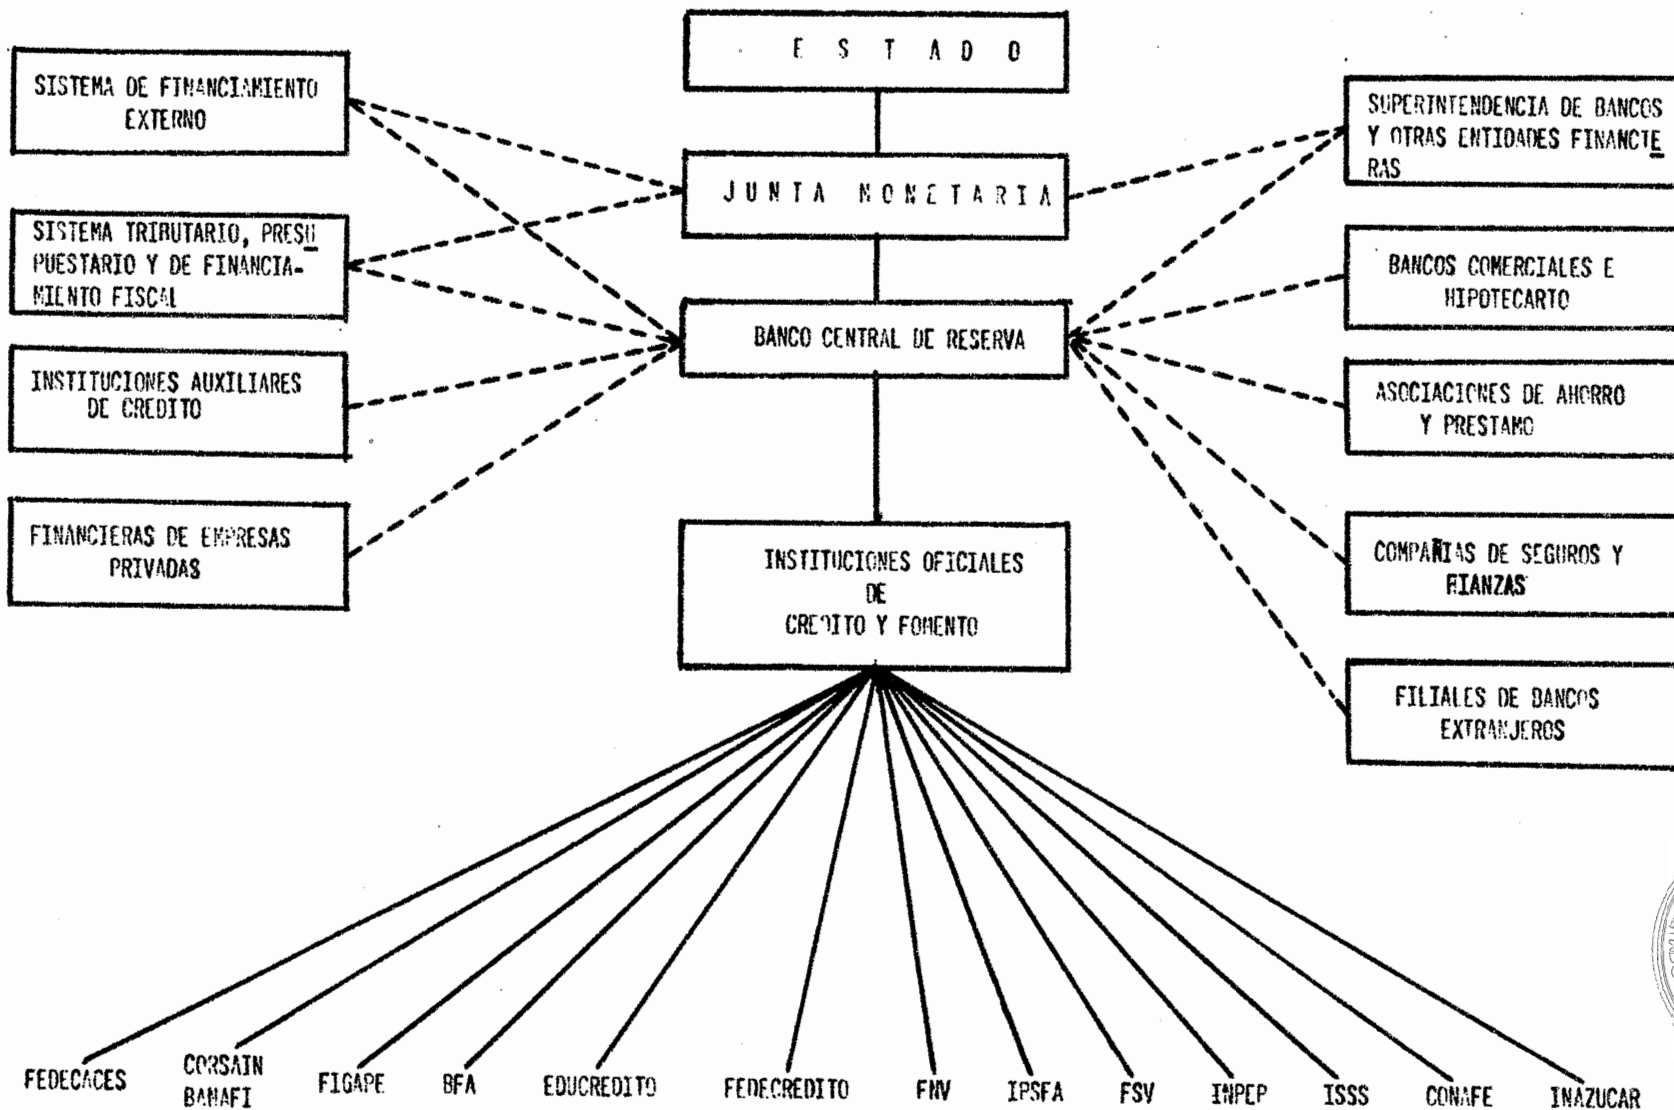 E S T A D O
SISTEMA DE FINANCIAMIENTO
EXTERNO
SUPERINTENDENCIA DE BANCOS
Y OTRAS ENTIDADES FINANCIE
RAS
JUNTA MONETARIA
SISTEMA TRIBUTARIO, PRESU
PUESTARIO Y DE FINANCIA-
MIENTO FISCAL
BANCOS COMERCIALES E
HIPOTECARTO
BANCO CENTRAL DE RESERVA
INSTITUCIONES AUXILIARES
DE CREDITO
ASOCIACIONES DE AHORRO
Y PRESTAMO
FINANCIERAS DE EMPRESAS
PRIVADAS
INSTITUCIONES OFICIALES
DE
CREDITO Y FOMENTO
COMPAÑIAS DE SEGUROS Y
FIANZAS
FILIALES DE BANCOS
EXTRANJEROS
FEDECACES
CORSAIN
BANAFI
FIGAPE
BFA
EDUCREDITO
FEDECREDITO
FNV
IPSFA
FSV
INPEP
ISSS
CONAFE
INAZUCAR